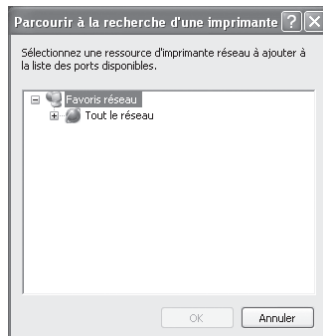 Parcourir à la recherche d'une imprimante
Sélectionnez une ressource d'imprimante réseau à ajouter à
la liste des ports disponibles.
Favoris réseau
Tout le réseau
OK
Annuler